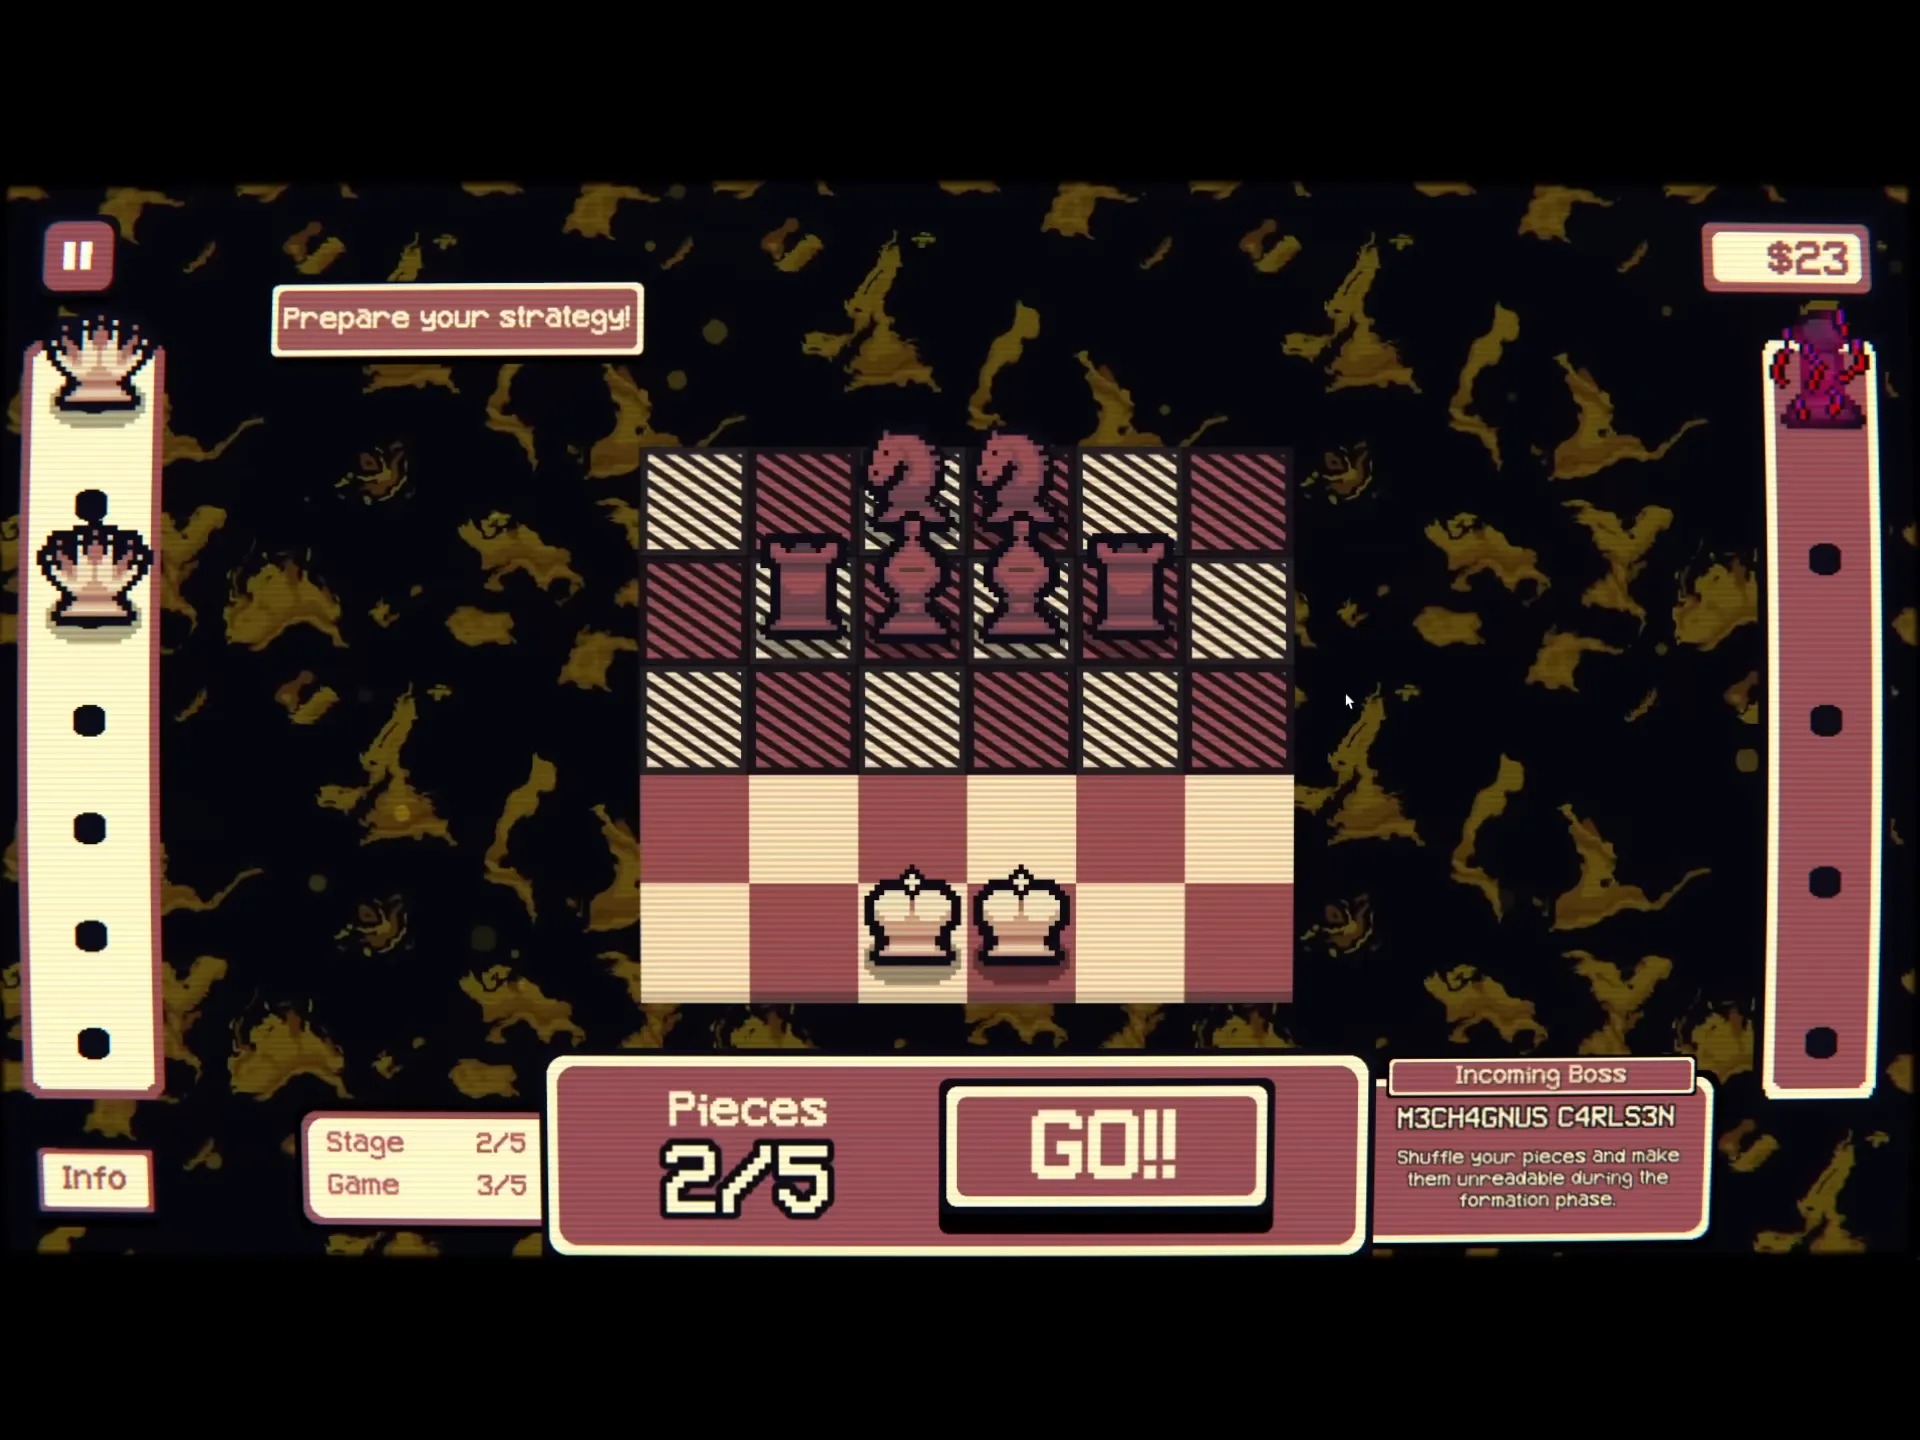 $23
Prepare your strategy!
Info
Stage 2/5
Game 3/5
Pieces
2/5
GO!!
Incoming Boss
M3CH4GNUS C4RLS3N
Shuffle your pieces and make
them unreadable during the
formation phase.